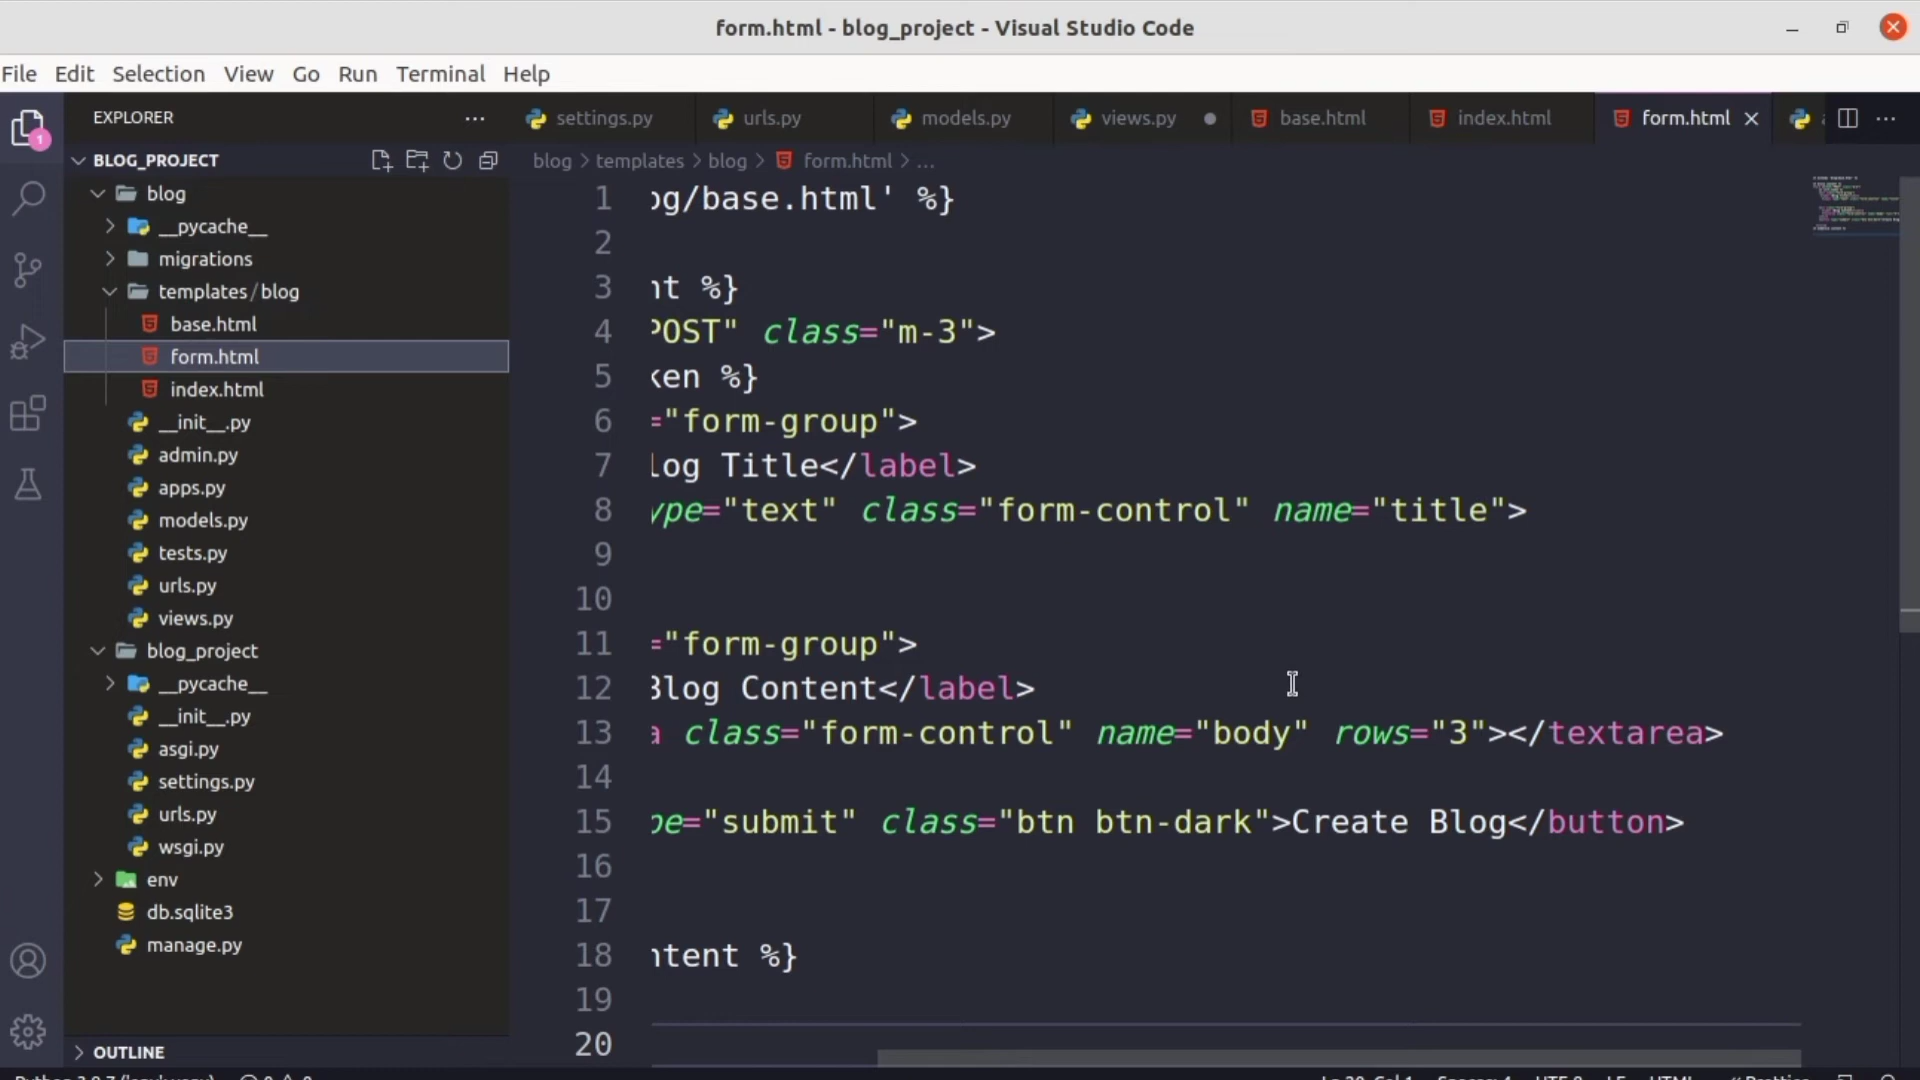 form.html - blog_project - Visual Studio Code
File Edit Selection View Go Run Terminal Help
EXPLORER
settings.py urls.py models.py views.py base.html index.html form.html
BLOG_PROJECT
blog > templates > blog > form.html > ...
blog
__pycache__
migrations
templates/blog
base.html
form.html
index.html
__init__.py
admin.py
apps.py
models.py
tests.py
urls.py
views.py
blog_project
__pycache__
__init__.py
asgi.py
settings.py
urls.py
wsgi.py
env
db.sqlite3
manage.py
OUTLINE
1 og/base.html' %}
2
3 nt %}
4 POST" class="m-3">
5 ken %}
6 ="form-group">
7 log Title</label>
8 ype="text" class="form-control" name="title">
9
10
11 ="form-group">
12 Blog Content</label>
13 a class="form-control" name="body" rows="3"></textarea>
14
15 pe="submit" class="btn btn-dark">Create Blog</button>
16
17
18 ntent %}
19
20
1